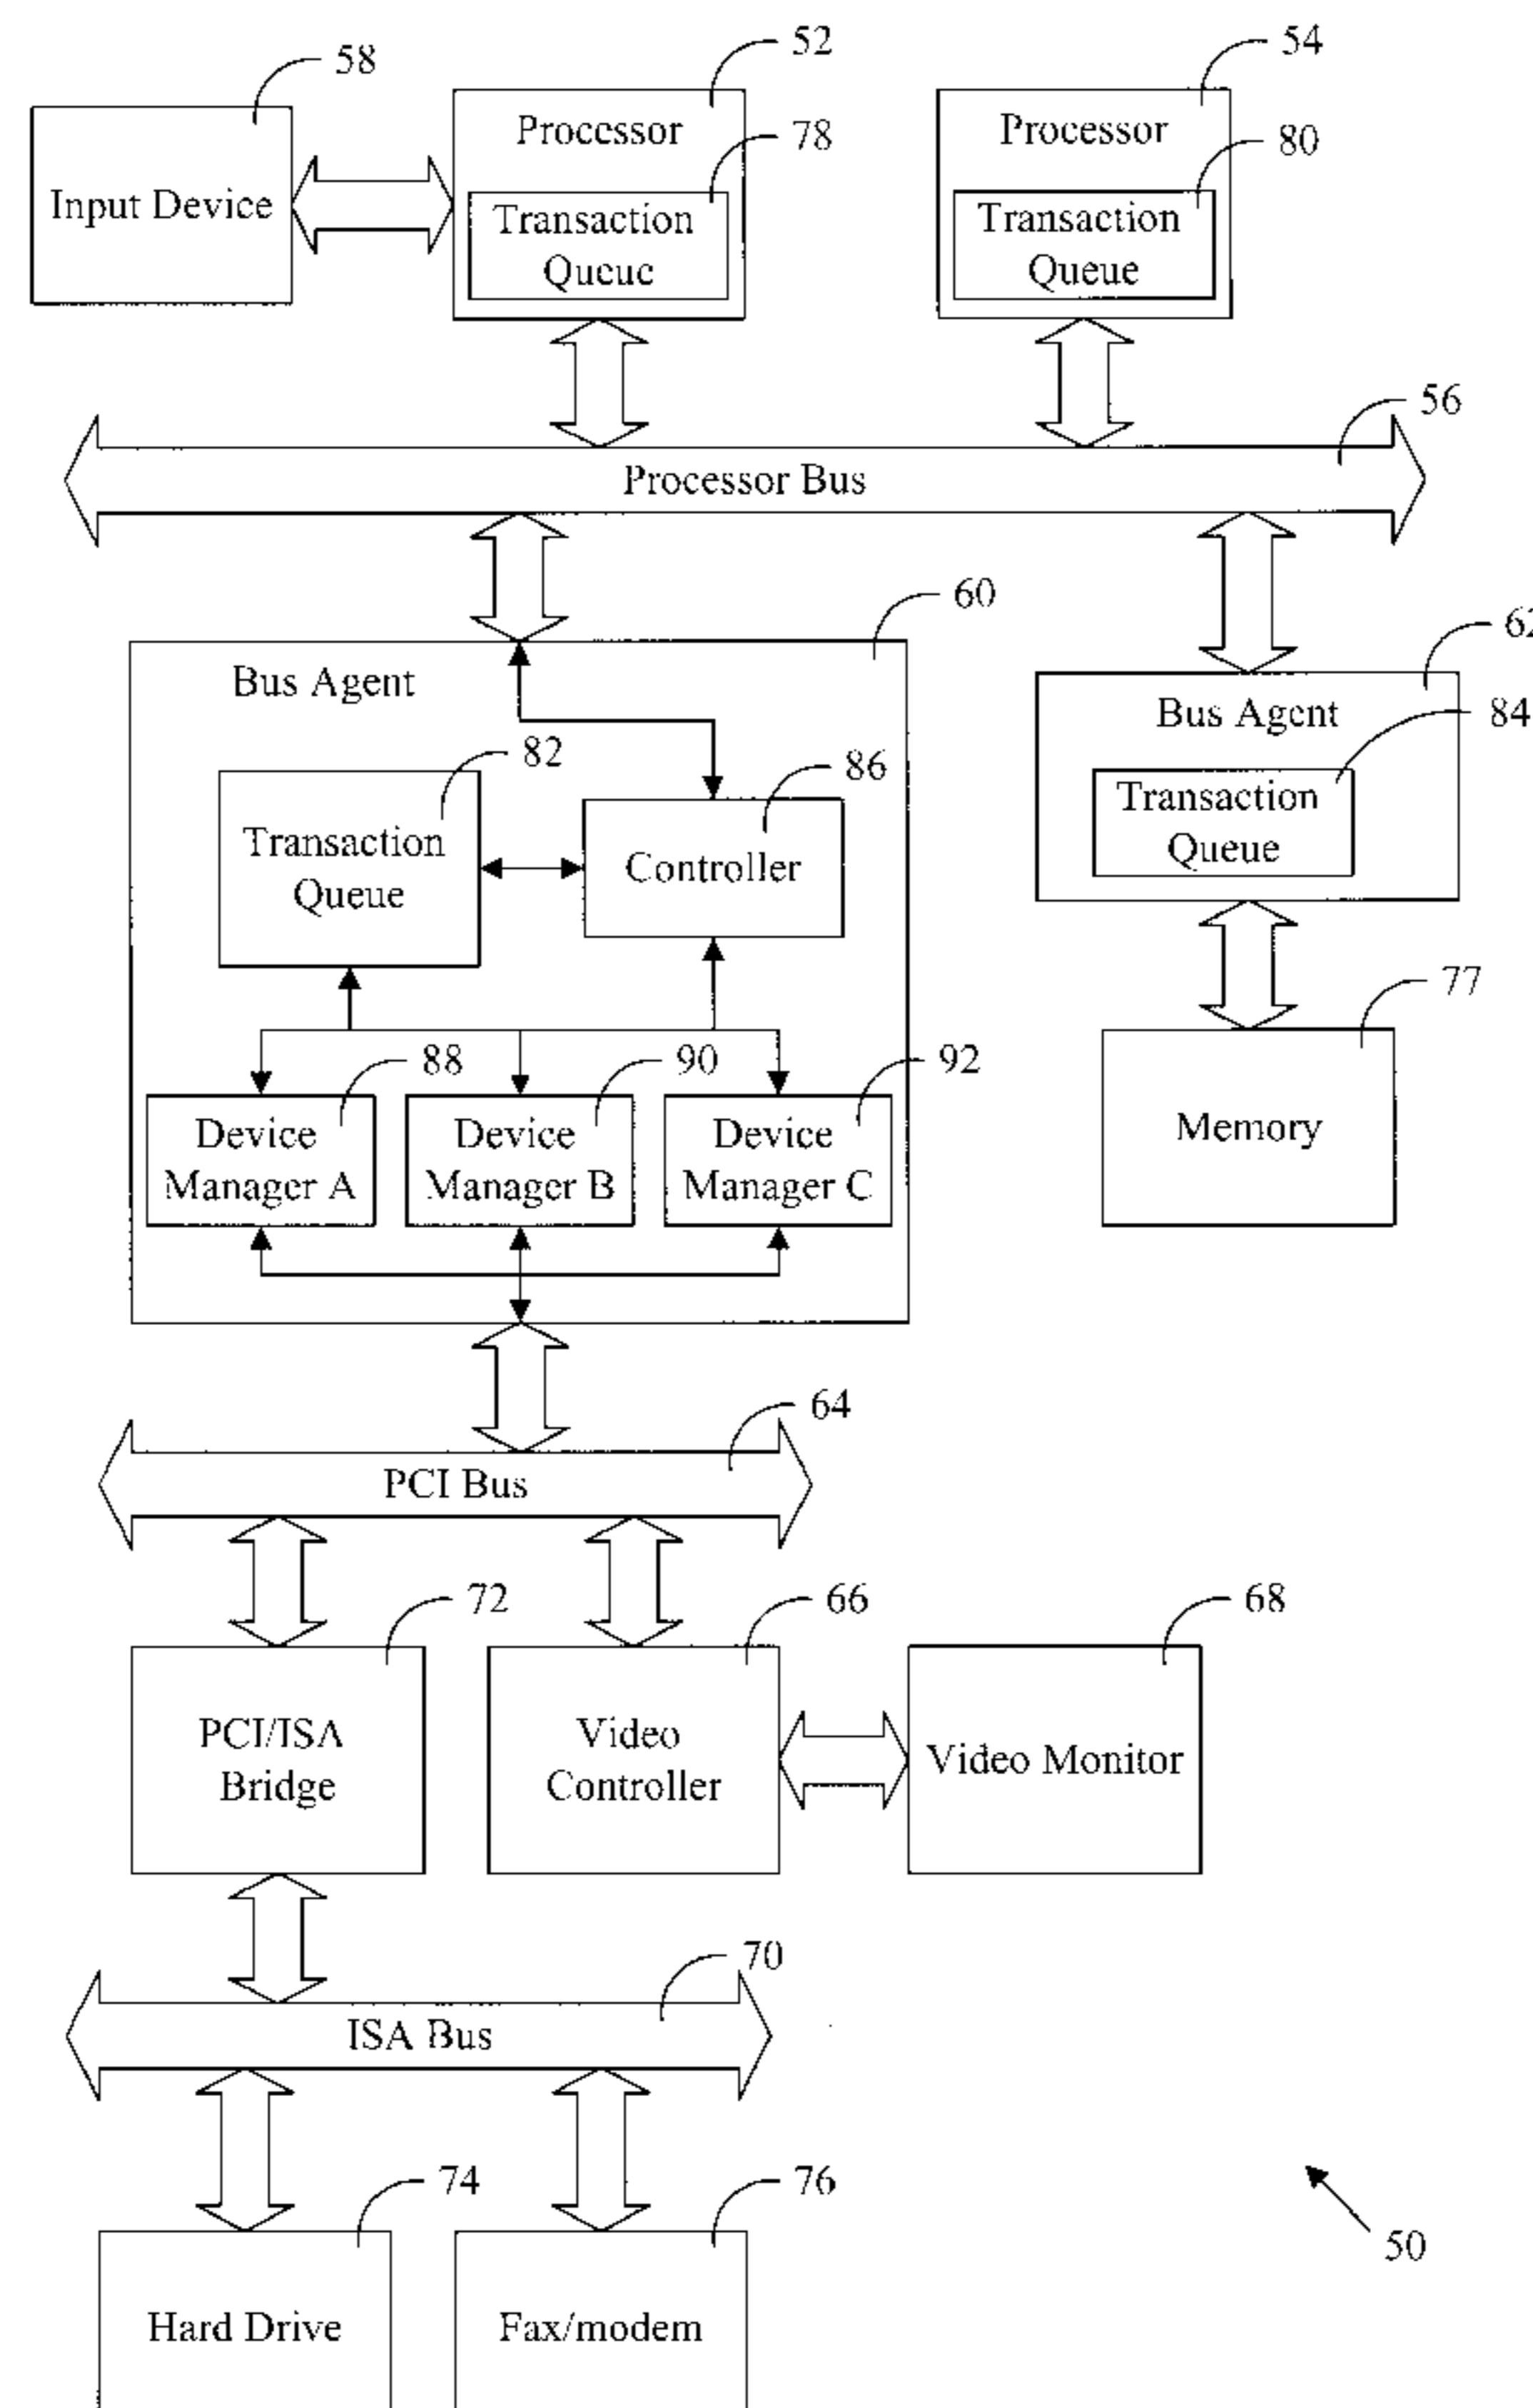 58
52
54
Processor
78
Processor
80
Input Device
Transaction
Queue
Transaction
Queue
56
Processor Bus
60
62
Bus Agent
Bus Agent
84
82
86
Transaction
Queue
Controller
Transaction
Queue
77
88
90
92
Device
Manager A
Device
Manager B
Device
Manager C
Memory
64
PCI Bus
72
66
68
PCI/ISA
Bridge
Video
Controller
Video Monitor
70
ISA Bus
74
76
50
Hard Drive
Fax/modem